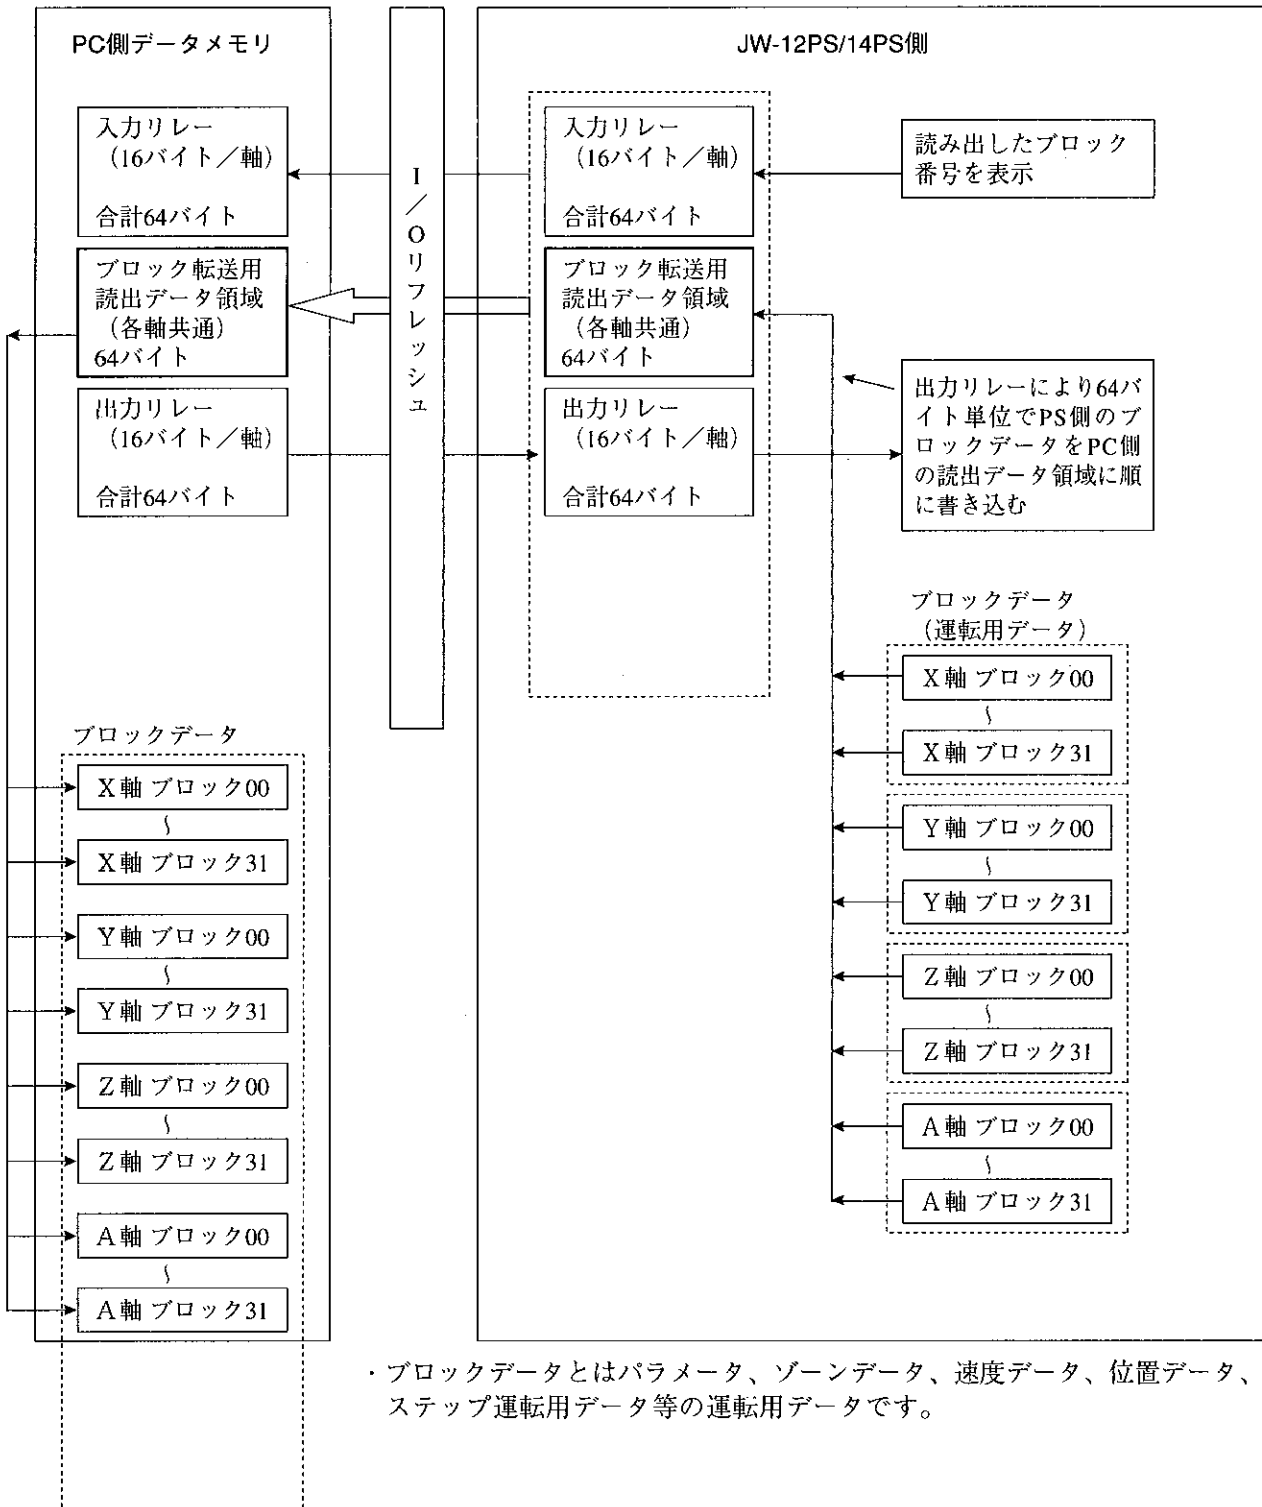 PC側データメモリ
入力リレー
（16バイト／軸）
合計64バイト
ブロック転送用
読出データ領域
（各軸共通）
64バイト
出力リレー
（16バイト／軸）
合計64バイト
ブロックデータ
X軸 ブロック00
〜
X軸 ブロック31
Y軸 ブロック00
〜
Y軸 ブロック31
Z軸 ブロック00
〜
Z軸 ブロック31
A軸 ブロック00
〜
A軸 ブロック31
I／Oリフレッシュ
JW-12PS/14PS側
入力リレー
（16バイト／軸）
合計64バイト
ブロック転送用
読出データ領域
（各軸共通）
64バイト
出力リレー
（16バイト／軸）
合計64バイト
読み出したブロック
番号を表示
出力リレーにより64バ
イト単位でPS側のブ
ロックデータをPC側
の読出データ領域に順
に書き込む
ブロックデータ
（運転用データ）
X軸 ブロック00
〜
X軸 ブロック31
Y軸 ブロック00
〜
Y軸 ブロック31
Z軸 ブロック00
〜
Z軸 ブロック31
A軸 ブロック00
〜
A軸 ブロック31
・ブロックデータとはパラメータ、ゾーンデータ、速度データ、位置データ、
ステップ運転用データ等の運転用データです。